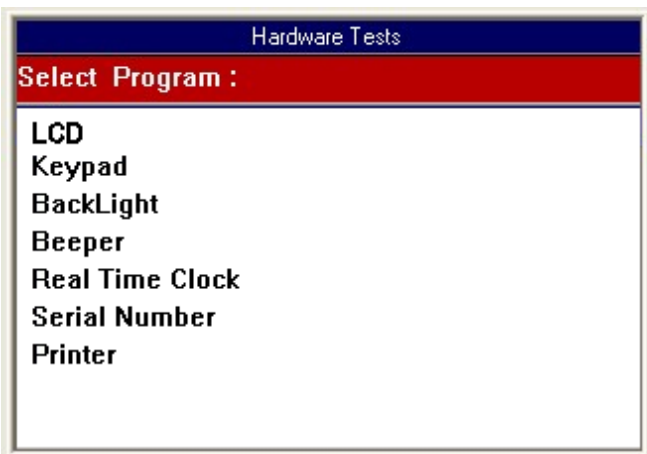 Hardware Tests
Select Program :
LCD
Keypad
BackLight
Beeper
Real Time Clock
Serial Number
Printer